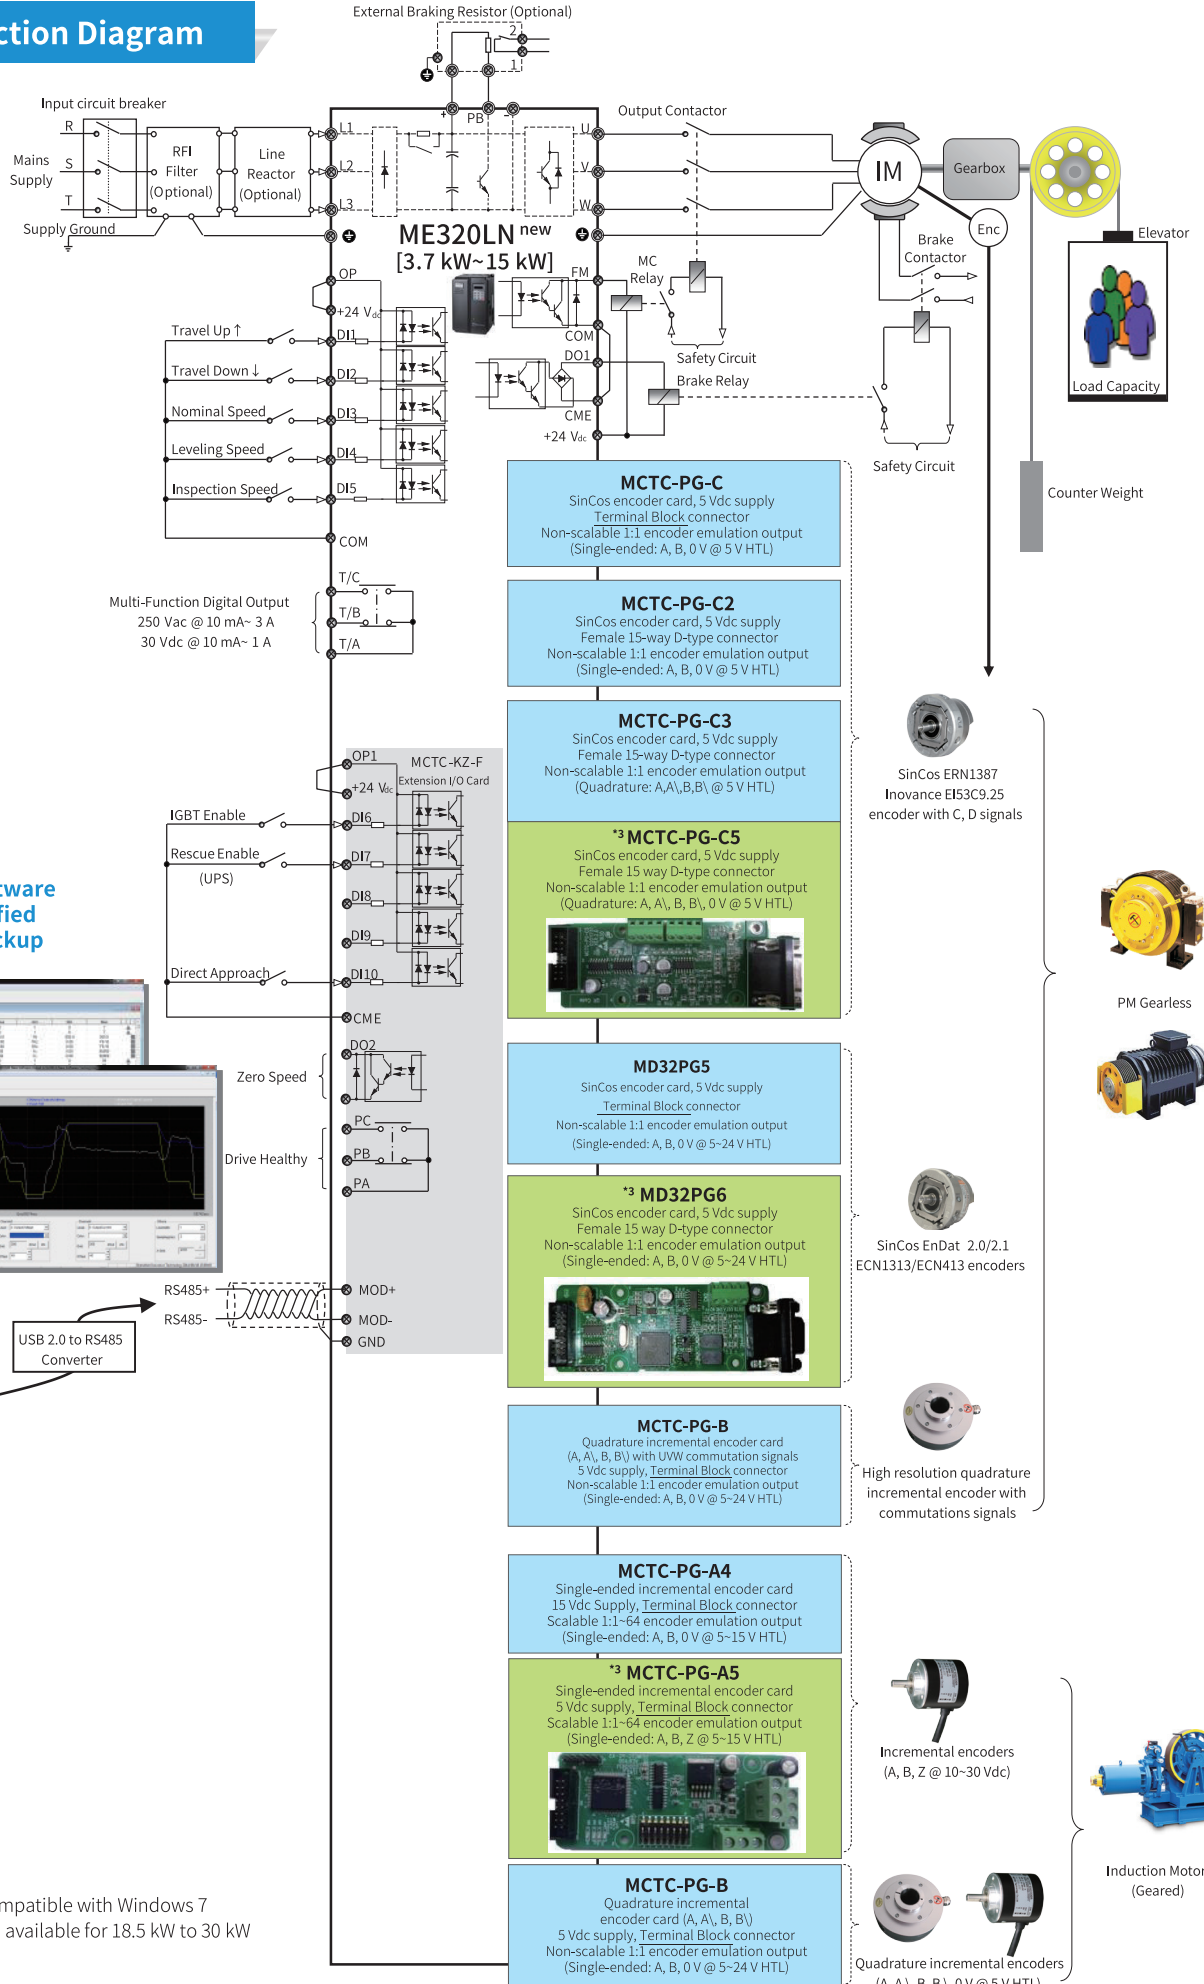 ction Diagram
External Braking Resistor (Optional)
2
1
Input circuit breaker
R
Mains
Supply
S
T
RFI
Filter
(Optional)
Line
Reactor
(Optional)
Supply Ground
L1
L2
L3
+
PB
-
U
V
W
ME320LN new
[3.7 kW~ 15 kW]
Output Contactor
IM
Gearbox
Enc
Brake
Contactor
Elevator
Load Capacity
Counter Weight
MC
Relay
Safety Circuit
Brake Relay
Safety Circuit
FM
COM
DO1
CME
+24 Vdc
OP
+24 Vdc
Travel Up ↑
DI1
Travel Down ↓
DI2
Nominal Speed
DI3
Leveling Speed
DI4
Inspection Speed
DI5
COM
Multi-Function Digital Output
250 Vac @ 10 mA~ 3 A
30 Vdc @ 10 mA~ 1 A
T/C
T/B
T/A
MCTC-KZ-F
Extension I/O Card
OP1
+24 Vdc
IGBT Enable
DI6
Rescue Enable
(UPS)
DI7
DI8
DI9
Direct Approach
DI10
CME
DO2
Zero Speed
PC
Drive Healthy
PB
PA
RS485+
MOD+
RS485-
MOD-
GND
USB 2.0 to RS485
Converter
tware
fied
ckup
MCTC-PG-C
SinCos encoder card, 5 Vdc supply
Terminal Block connector
Non-scalable 1:1 encoder emulation output
(Single-ended: A, B, 0 V @ 5 V HTL)
MCTC-PG-C2
SinCos encoder card, 5 Vdc supply
Female 15-way D-type connector
Non-scalable 1:1 encoder emulation output
(Single-ended: A, B, 0 V @ 5 V HTL)
MCTC-PG-C3
SinCos encoder card, 5 Vdc supply
Female 15-way D-type connector
Non-scalable 1:1 encoder emulation output
(Quadrature: A,A\,B,B\ @ 5 V HTL)
*3 MCTC-PG-C5
SinCos encoder card, 5 Vdc supply
Female 15 way D-type connector
Non-scalable 1:1 encoder emulation output
(Quadrature: A, A\, B, B\, 0 V @ 5 V HTL)
SinCos ERN1387
Inovance EI53C9.25
encoder with C, D signals
PM Gearless
MD32PG5
SinCos encoder card, 5 Vdc supply
Terminal Block connector
Non-scalable 1:1 encoder emulation output
(Single-ended: A, B, 0 V @ 5~24 V HTL)
*3 MD32PG6
SinCos encoder card, 5 Vdc supply
Female 15 way D-type connector
Non-scalable 1:1 encoder emulation output
(Single-ended: A, B, 0 V @ 5~24 V HTL)
SinCos EnDat 2.0/2.1
ECN1313/ECN413 encoders
MCTC-PG-B
Quadrature incremental encoder card
(A, A\, B, B\) with UVW commutation signals
5 Vdc supply, Terminal Block connector
Non-scalable 1:1 encoder emulation output
(Single-ended: A, B, 0 V @ 5~24 V HTL)
High resolution quadrature
incremental encoder with
commutations signals
MCTC-PG-A4
Single-ended incremental encoder card
15 Vdc Supply, Terminal Block connector
Scalable 1:1~64 encoder emulation output
(Single-ended: A, B, 0 V @ 5~15 V HTL)
*3 MCTC-PG-A5
Single-ended incremental encoder card
5 Vdc supply, Terminal Block connector
Scalable 1:1~64 encoder emulation output
(Single-ended: A, B, Z @ 5~15 V HTL)
Incremental encoders
(A, B, Z @ 10~30 Vdc)
MCTC-PG-B
Quadrature incremental
encoder card (A, A\, B, B\)
5 Vdc supply, Terminal Block connector
Non-scalable 1:1 encoder emulation output
(Single-ended: A, B, 0 V @ 5~24 V HTL)
Quadrature incremental encoders
(A, A\, B, B\, 0 V @ 5 V HTL)
Induction Motor
(Geared)
mpatible with Windows 7
available for 18.5 kW to 30 kW